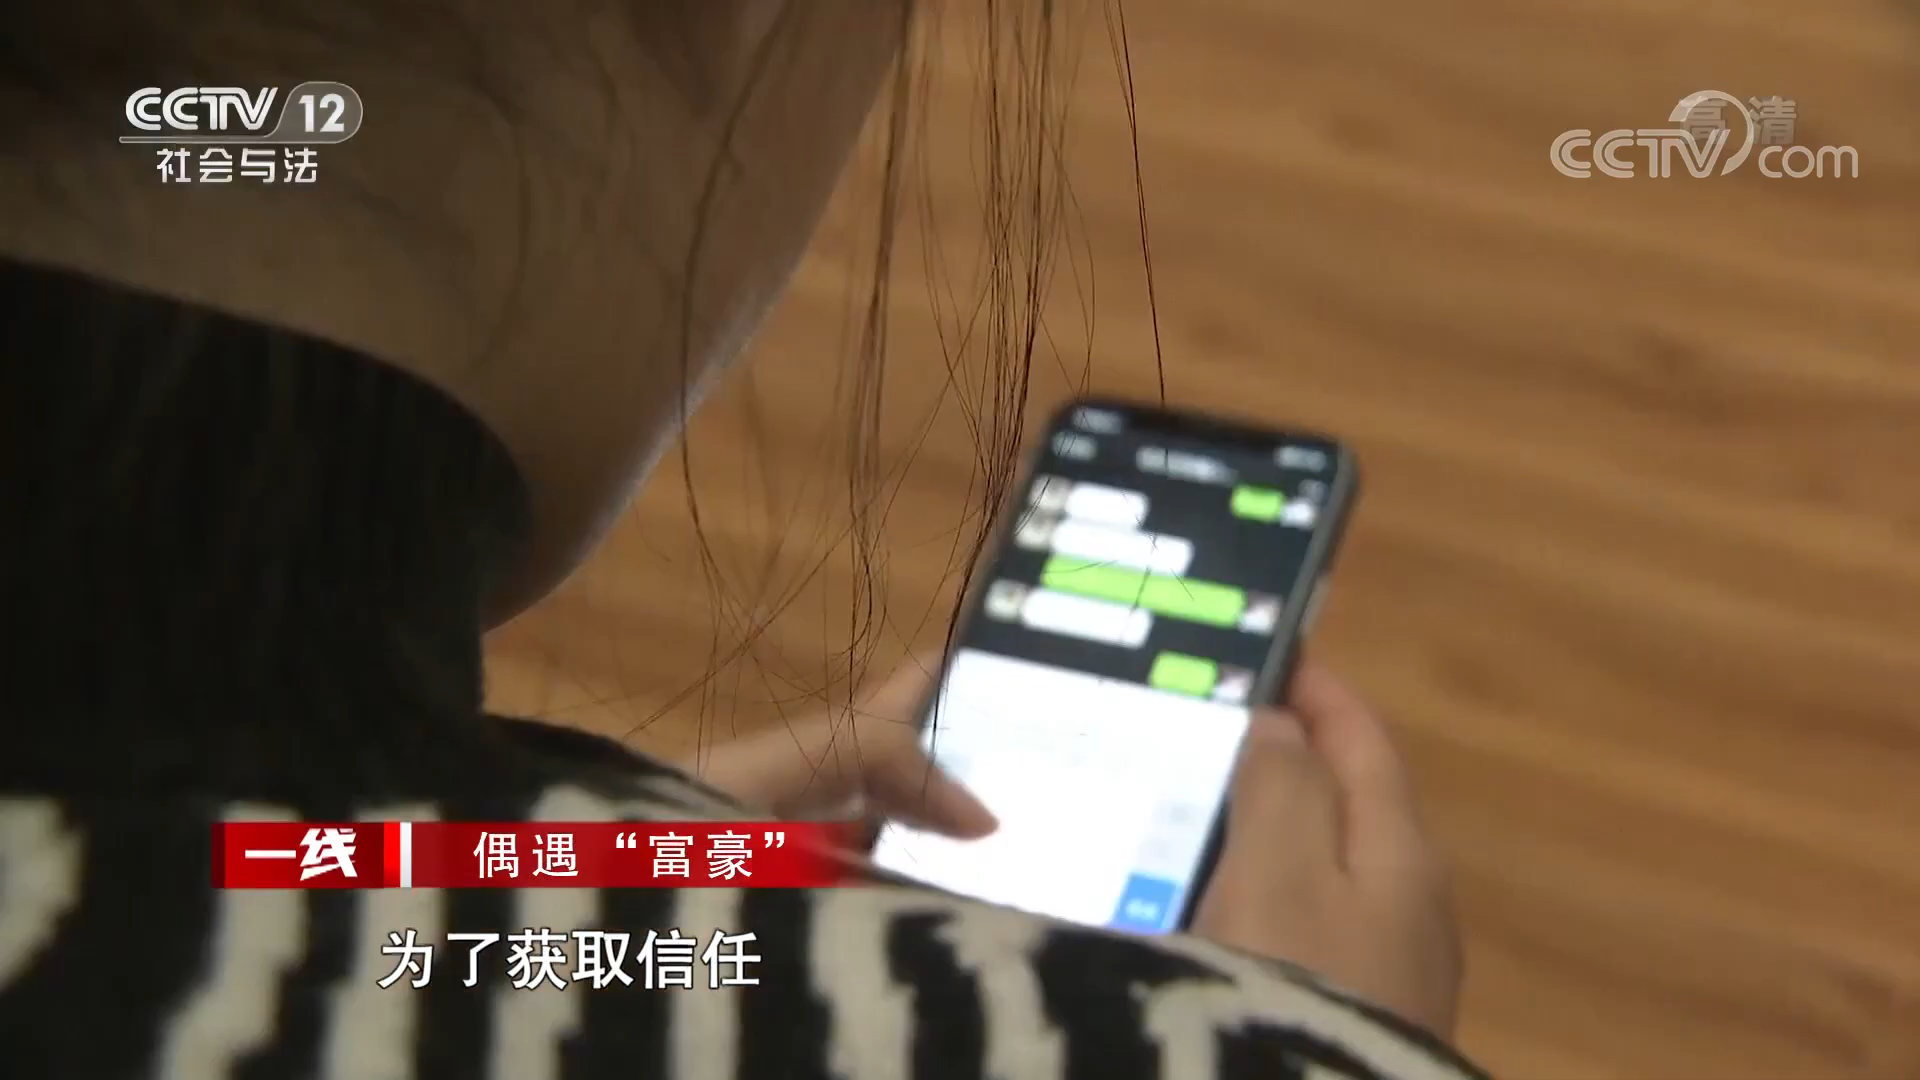 CCTV 12
社会与法
高清
CCTV.com
一线
偶遇“富豪”
为了获取信任